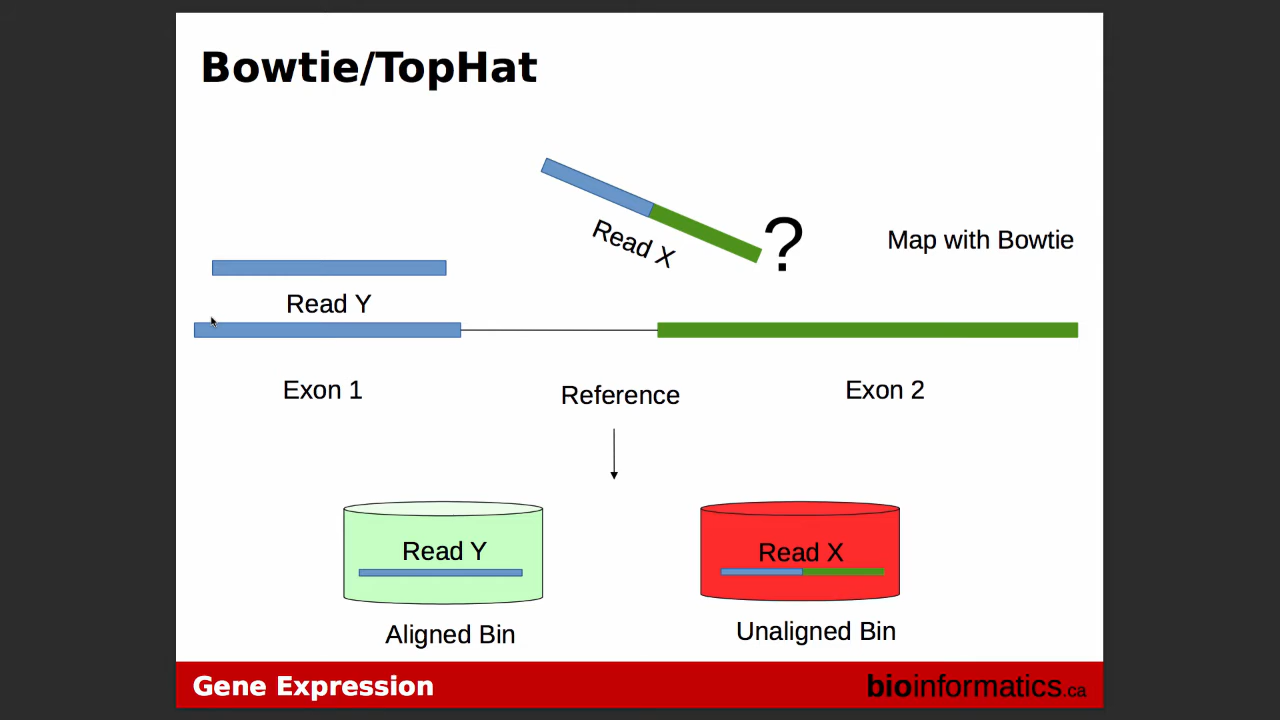 Bowtie/TopHat
Read X
?
Map with Bowtie
Read Y
Exon 1
Reference
Exon 2
Read Y
Read X
Aligned Bin
Unaligned Bin
Gene Expression
bioinformatics.ca